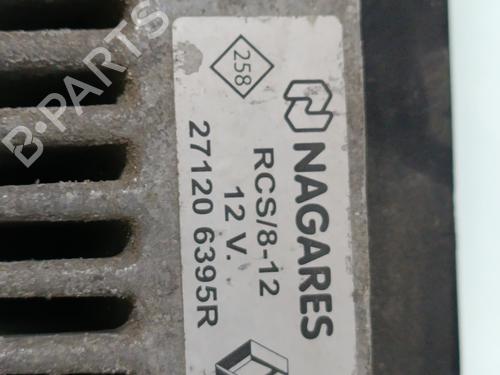 258
NAGARES
RCS/8-12
12 V.
27120 6395R
B-PARTS